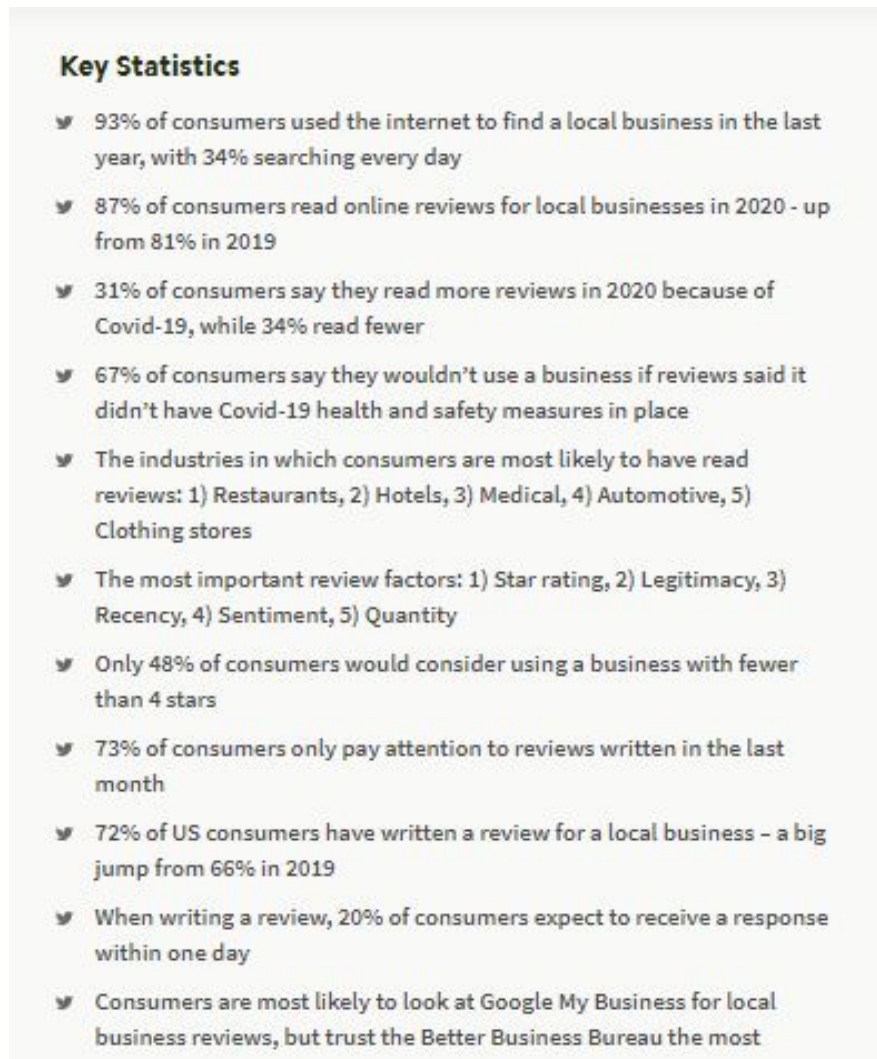 Key Statistics
93% of consumers used the internet to find a local business in the last
year, with 34% searching every day
87% of consumers read online reviews for local businesses in 2020 - up
from 81% in 2019
31% of consumers say they read more reviews in 2020 because of
Covid-19, while 34% read fewer
67% of consumers say they wouldn’t use a business if reviews said it
didn’t have Covid-19 health and safety measures in place
The industries in which consumers are most likely to have read
reviews: 1) Restaurants, 2) Hotels, 3) Medical, 4) Automotive, 5)
Clothing stores
The most important review factors: 1) Star rating, 2) Legitimacy, 3)
Recency, 4) Sentiment, 5) Quantity
Only 48% of consumers would consider using a business with fewer
than 4 stars
73% of consumers only pay attention to reviews written in the last
month
72% of US consumers have written a review for a local business – a big
jump from 66% in 2019
When writing a review, 20% of consumers expect to receive a response
within one day
Consumers are most likely to look at Google My Business for local
business reviews, but trust the Better Business Bureau the most